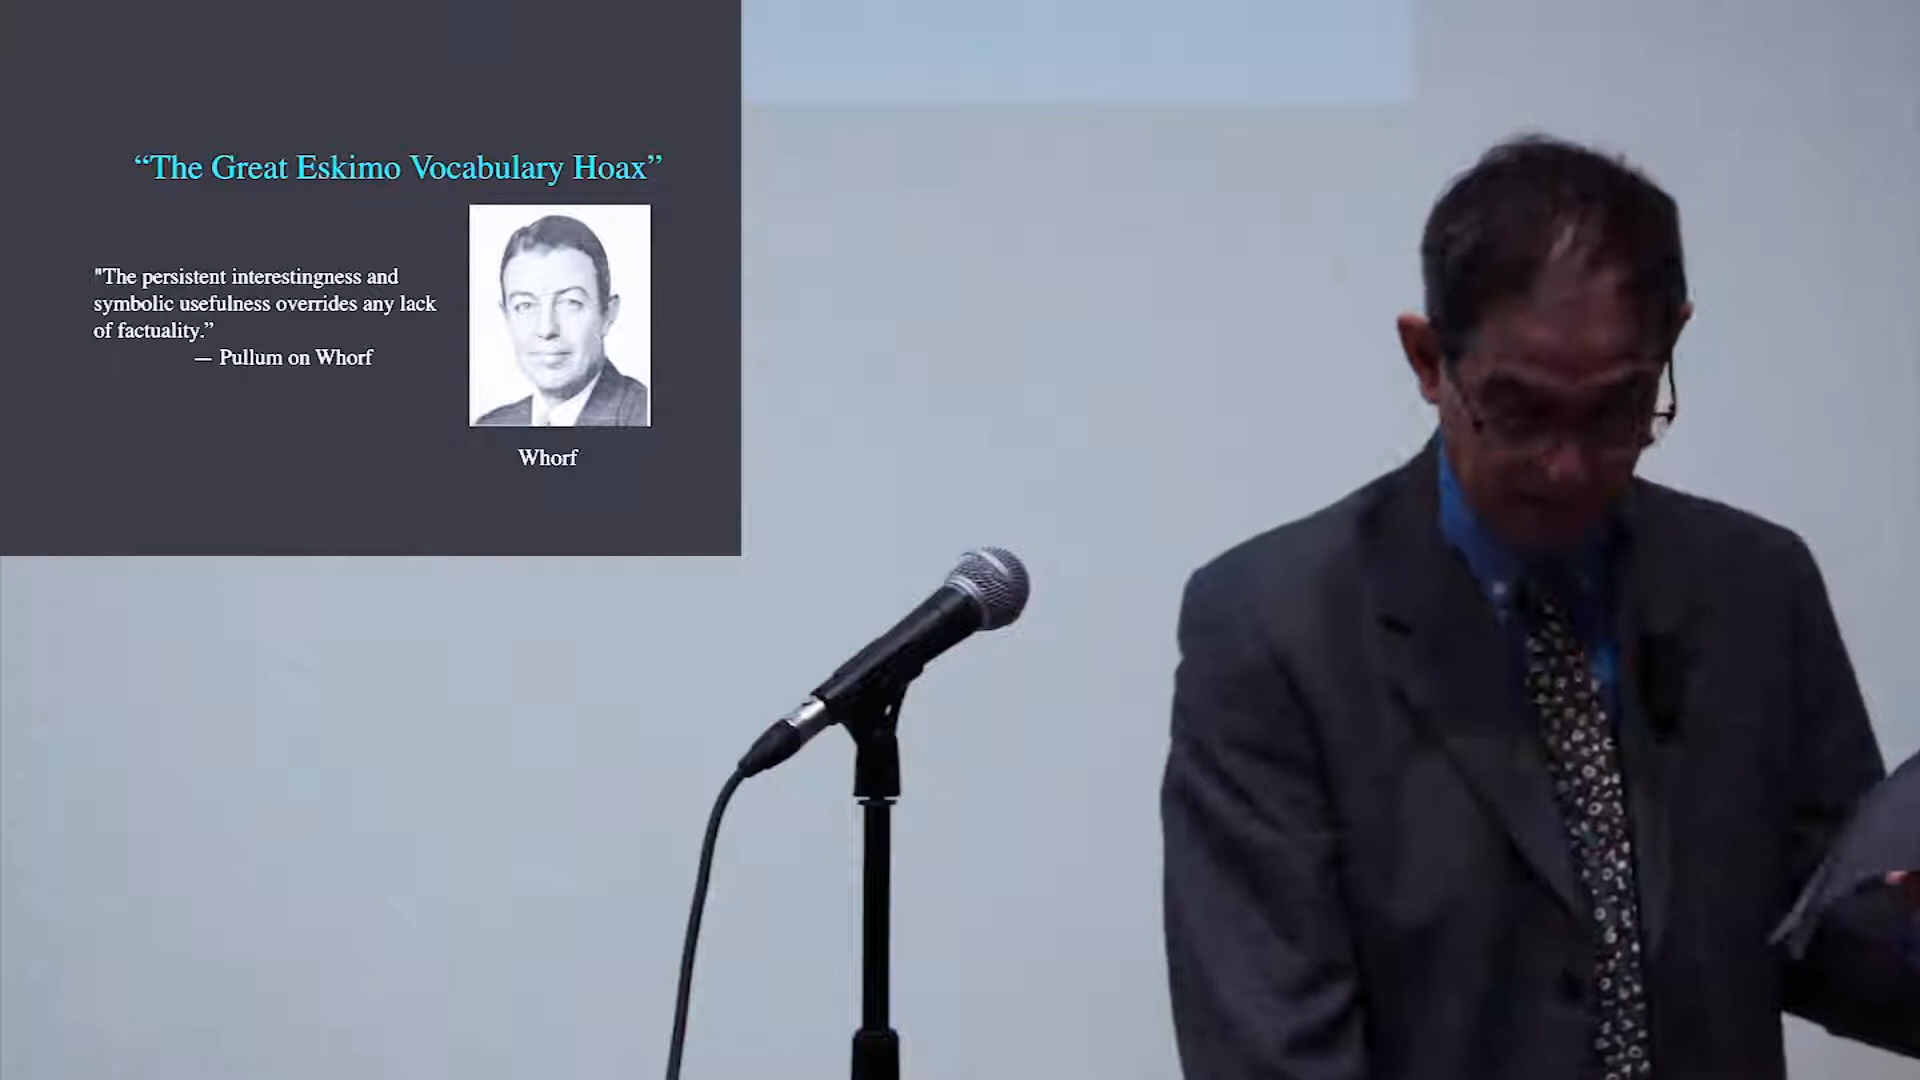 “The Great Eskimo Vocabulary Hoax”
"The persistent interestingness and
symbolic usefulness overrides any lack
of factuality.”
— Pullum on Whorf
Whorf